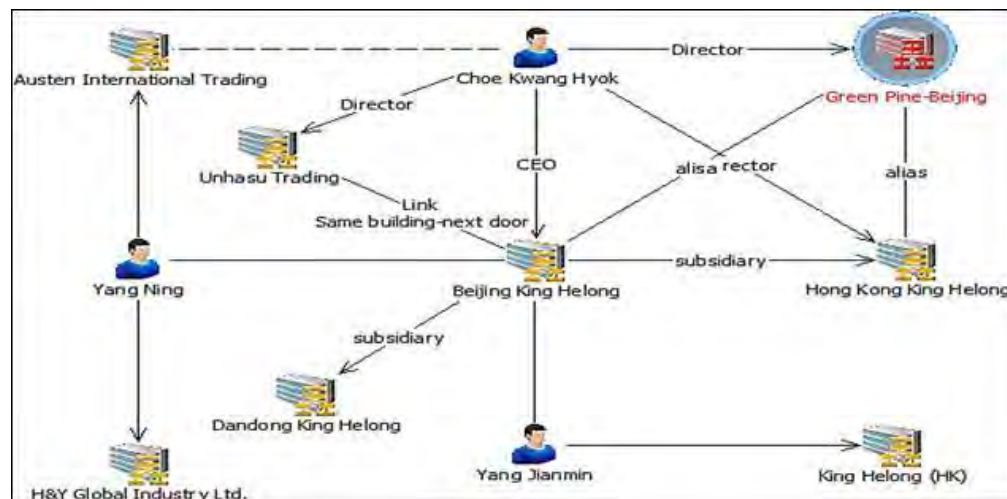 Director
Austen International Trading
Choe Kwang Hyok
Green Pine-Beijing
Director
Unhasu Trading
CEO
alisa
rector
alias
Link
Same building-next door
Yang Ning
Beijing King Helong
subsidiary
Hong Kong King Helong
subsidiary
Dandong King Helong
Yang Jianmin
King Helong (HK)
H&Y Global Industry Ltd.